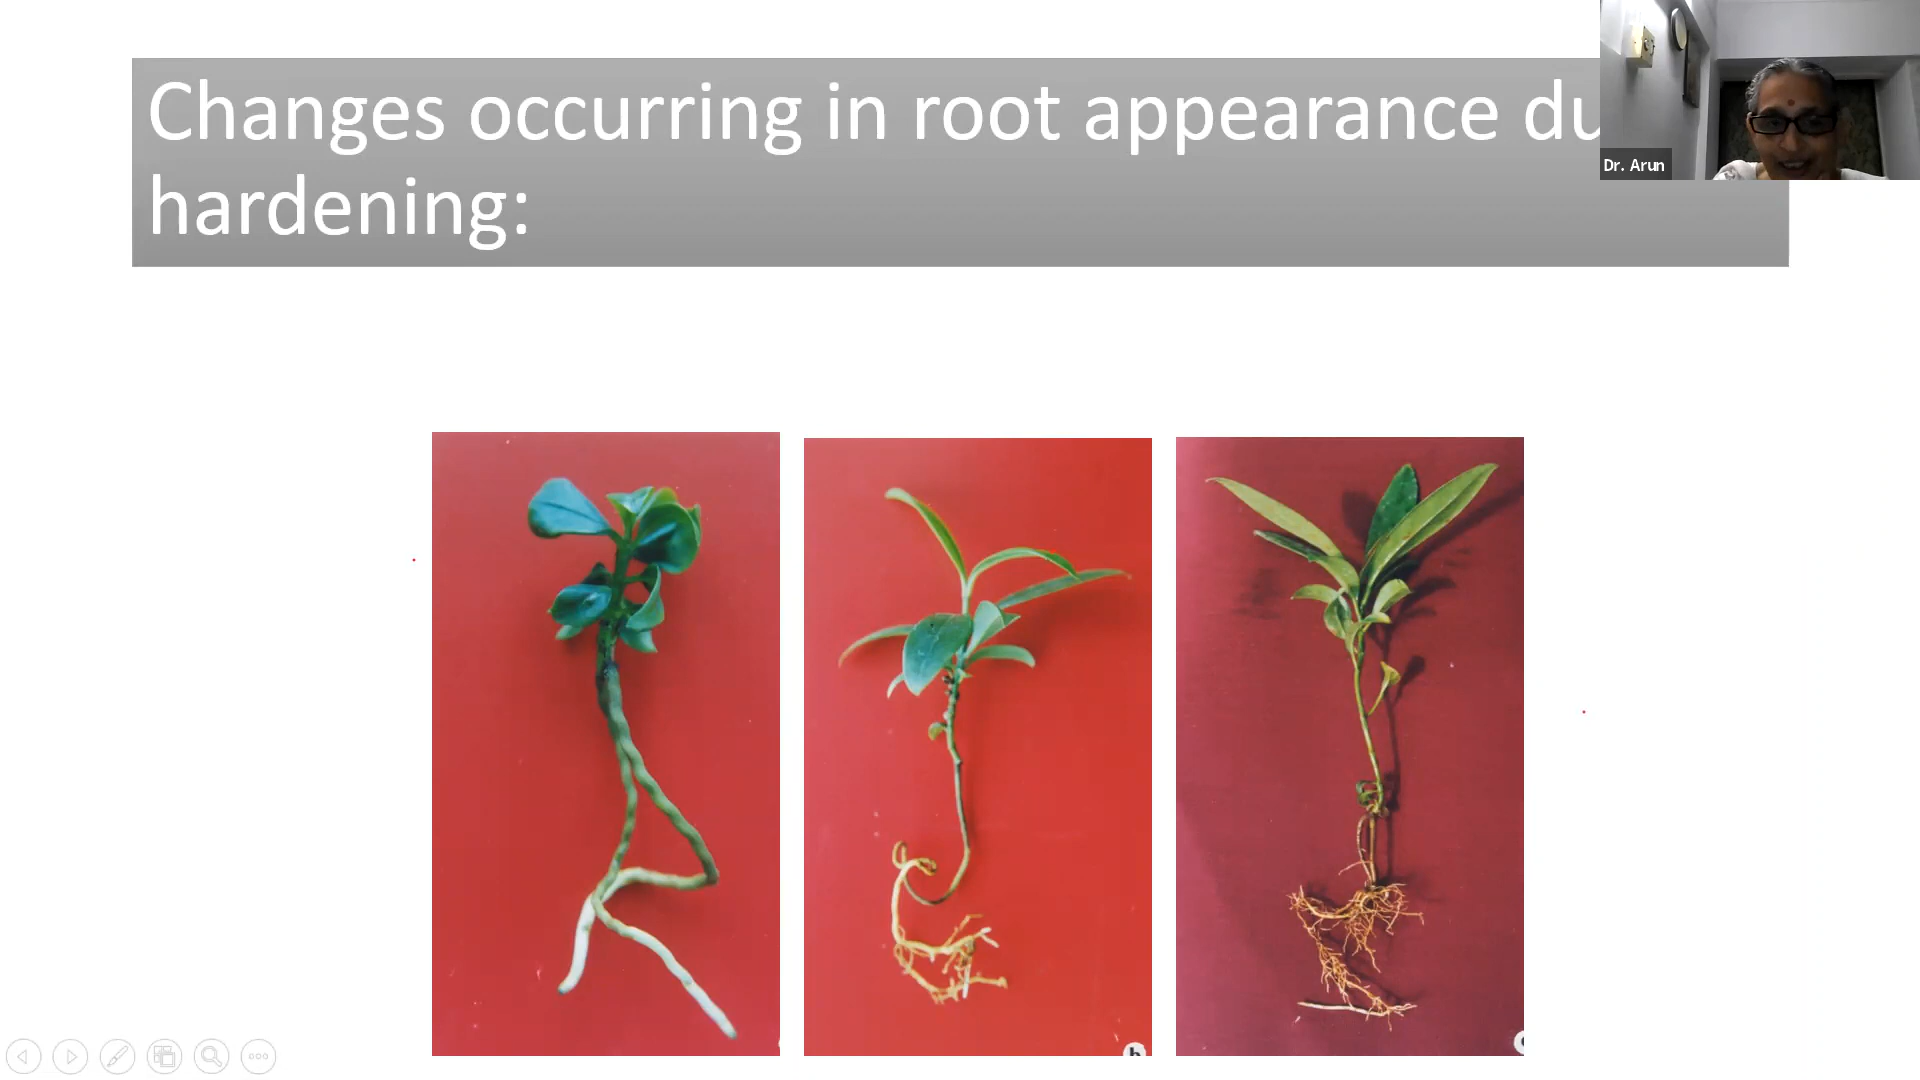 Changes occurring in root appearance du
hardening:
Dr. Arun
b